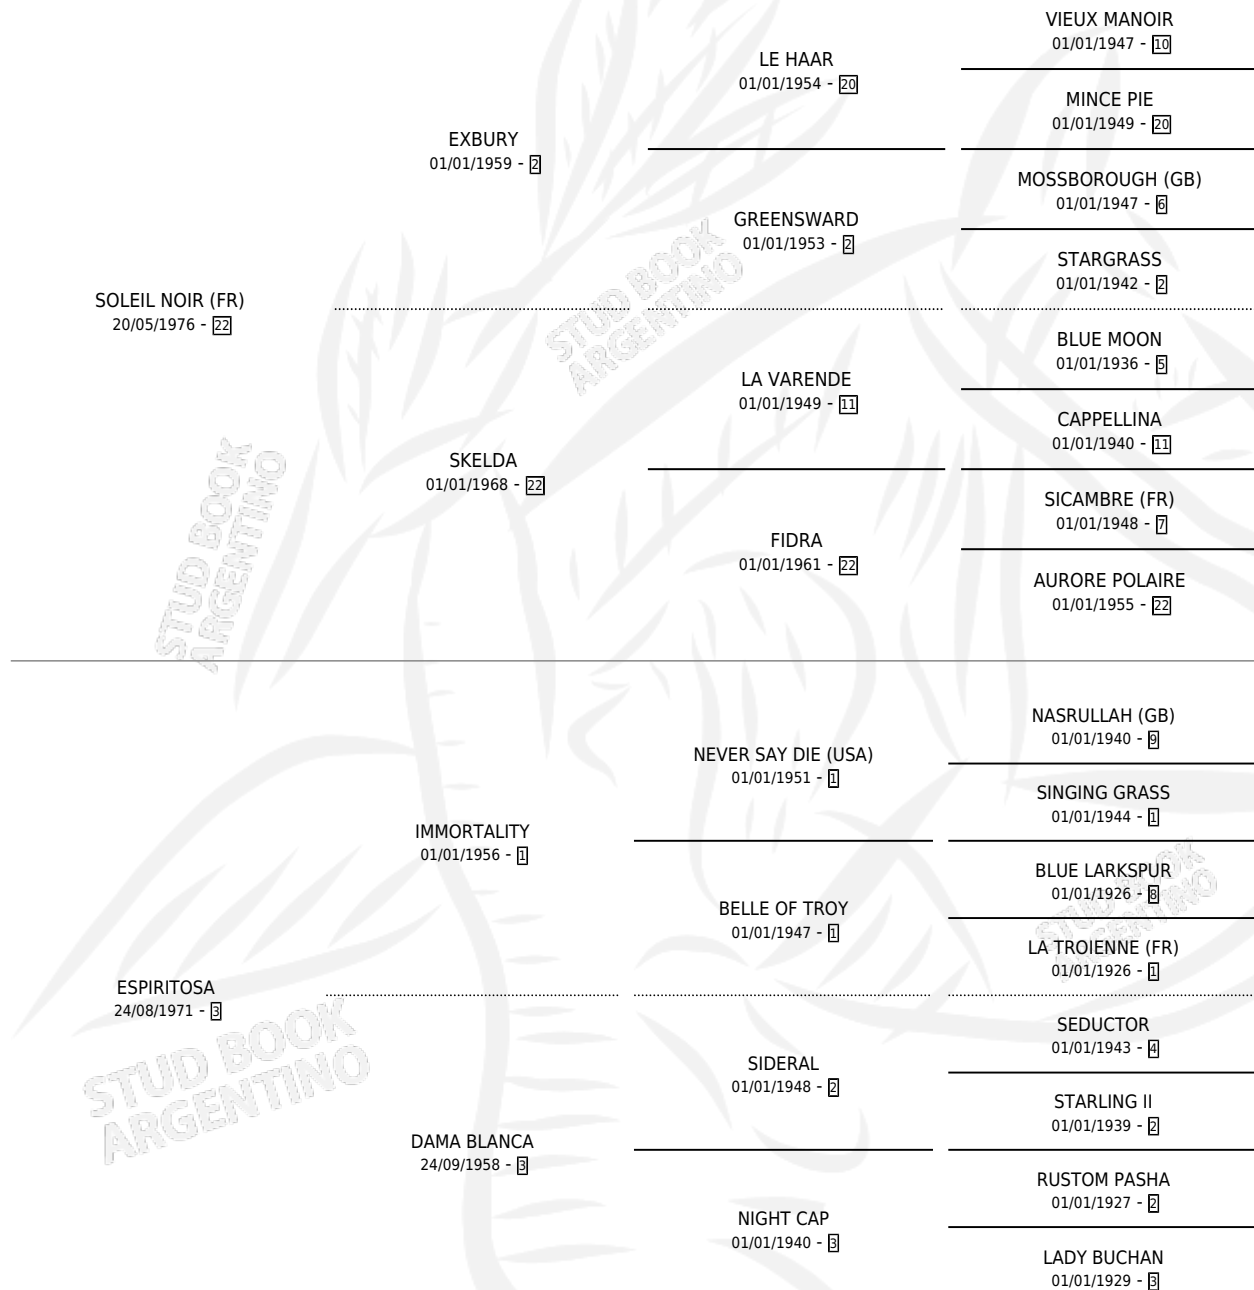 SOLEIL NOIR (FR)
20/05/1976 - 22
EXBURY
01/01/1959 - 2
SKELDA
01/01/1968 - 22
LE HAAR
01/01/1954 - 20
GREENSWARD
01/01/1953 - 2
LA VARENDE
01/01/1949 - 11
FIDRA
01/01/1961 - 22
VIEUX MANOIR
01/01/1947 - 10
MINCE PIE
01/01/1949 - 20
MOSSBOROUGH (GB)
01/01/1947 - 6
STARGRASS
01/01/1942 - 2
BLUE MOON
01/01/1936 - 5
CAPPELLINA
01/01/1940 - 11
SICAMBRE (FR)
01/01/1948 - 7
AURORE POLAIRE
01/01/1955 - 22
STUD BOOK
ARGENTINO
STUD BOOK
ARGENTINO
ESPIRITOSA
24/08/1971 - 3
IMMORTALITY
01/01/1956 - 1
DAMA BLANCA
24/09/1958 - 3
NEVER SAY DIE (USA)
01/01/1951 - 1
BELLE OF TROY
01/01/1947 - 1
SIDERAL
01/01/1948 - 2
NIGHT CAP
01/01/1940 - 3
NASRULLAH (GB)
01/01/1940 - 9
SINGING GRASS
01/01/1944 - 1
BLUE LARKSPUR
01/01/1926 - 8
LA TROIENNE (FR)
01/01/1926 - 1
SEDUCTOR
01/01/1943 - 4
STARLING II
01/01/1939 - 2
RUSTOM PASHA
01/01/1927 - 2
LADY BUCHAN
01/01/1929 - 3
STUD BOOK
ARGENTINO
STUD BOOK
ARGENTINO